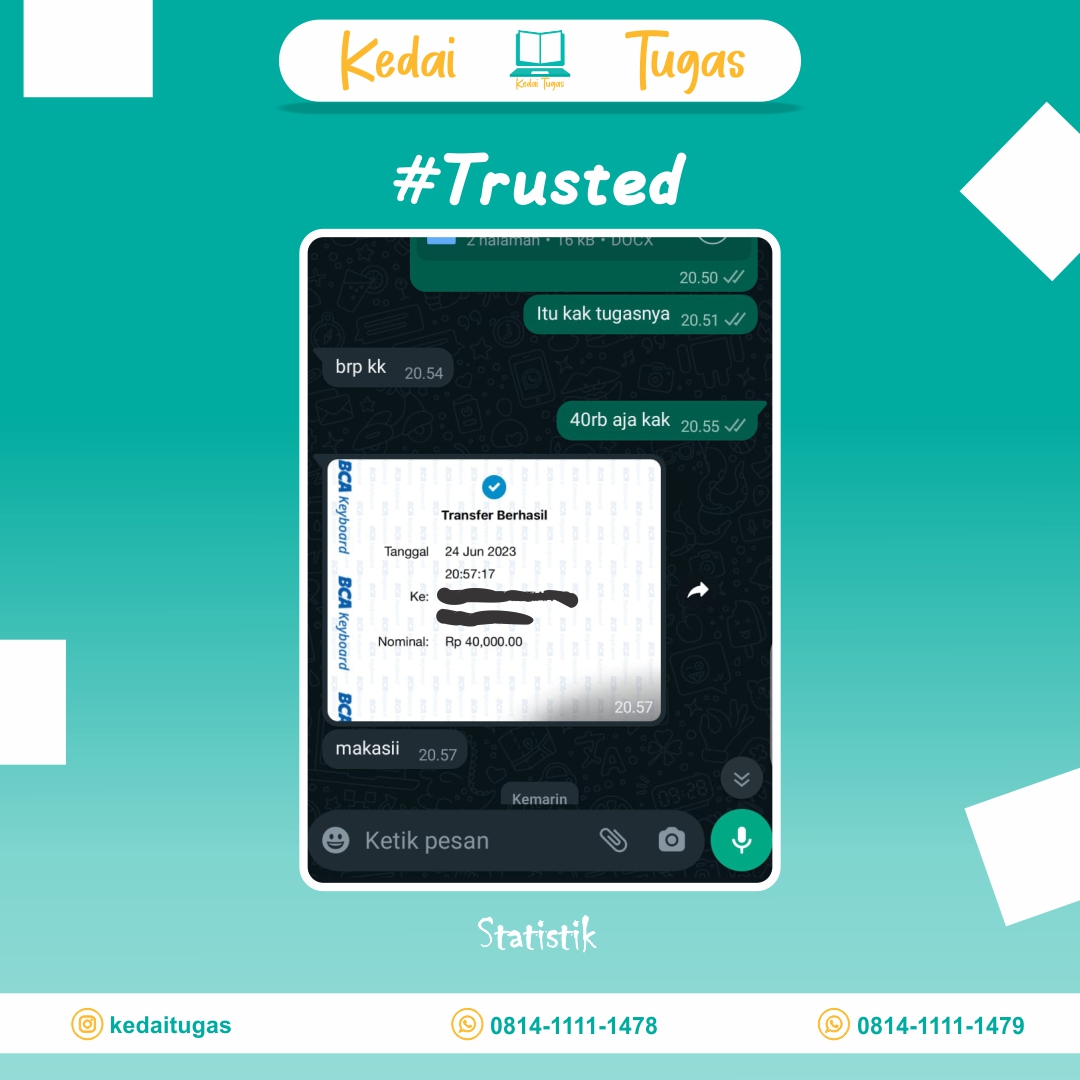 Kedai Tugas
Kedai Tugas
#Trusted
2 halaman • 16 kB • DOCX
20.50
Itu kak tugasnya 20.51
brp kk 20.54
40rb aja kak 20.55
BCA Keyboard
BCA Keyboard
BCA
Transfer Berhasil
Tanggal 24 Jun 2023
20:57:17
Ke:
Nominal: Rp 40,000.00
20.57
makasii 20.57
Kemarin
Ketik pesan
Statistik
kedaitugas 0814-1111-1478 0814-1111-1479